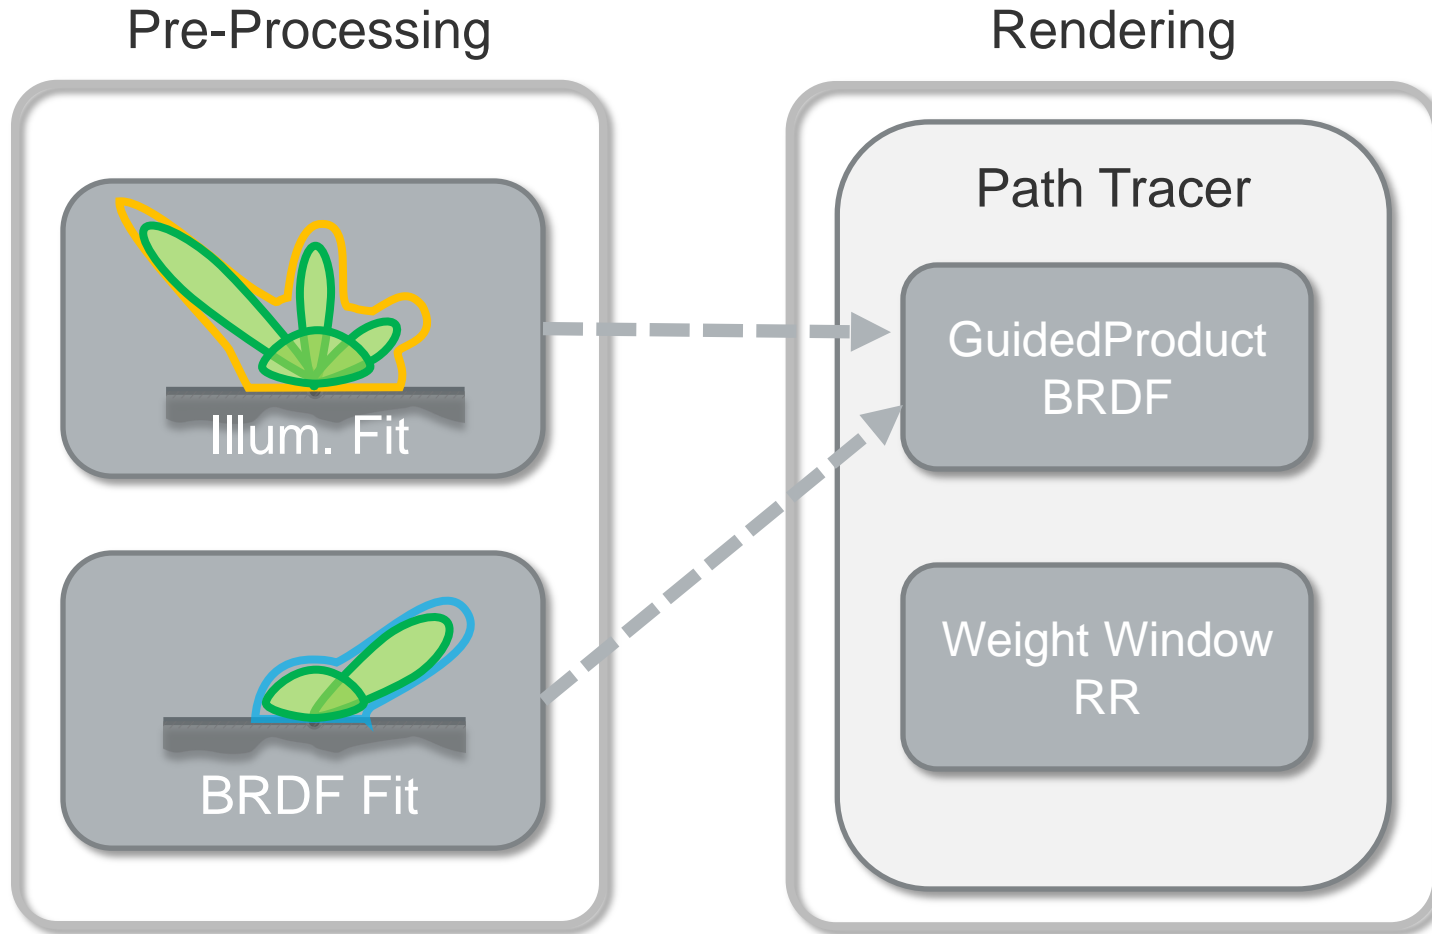 Pre-Processing
Rendering
Illum. Fit
BRDF Fit
Path Tracer
GuidedProduct
BRDF
Weight Window
RR